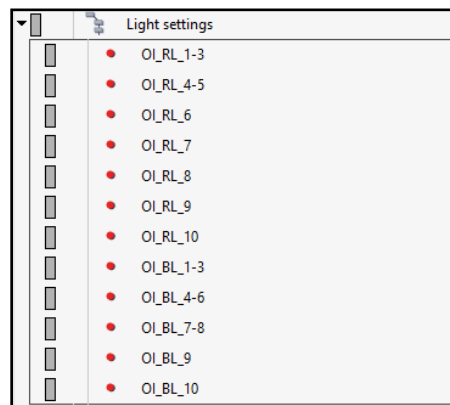 Light settings
OI_RL_1-3
OI_RL_4-5
OI_RL_6
OI_RL_7
OI_RL_8
OI_RL_9
OI_RL_10
OI_BL_1-3
OI_BL_4-6
OI_BL_7-8
OI_BL_9
OI_BL_10